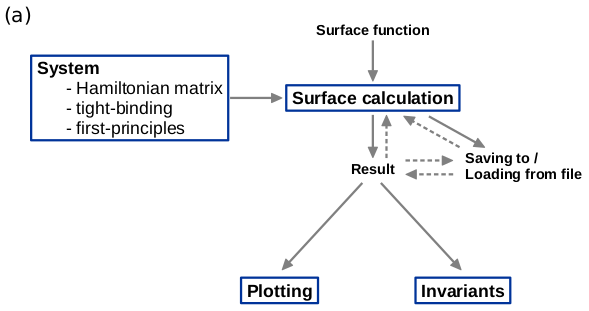 (a)
Surface function
System
- Hamiltonian matrix
- tight-binding
- first-principles
Surface calculation
Result
Saving to /
Loading from file
Plotting
Invariants